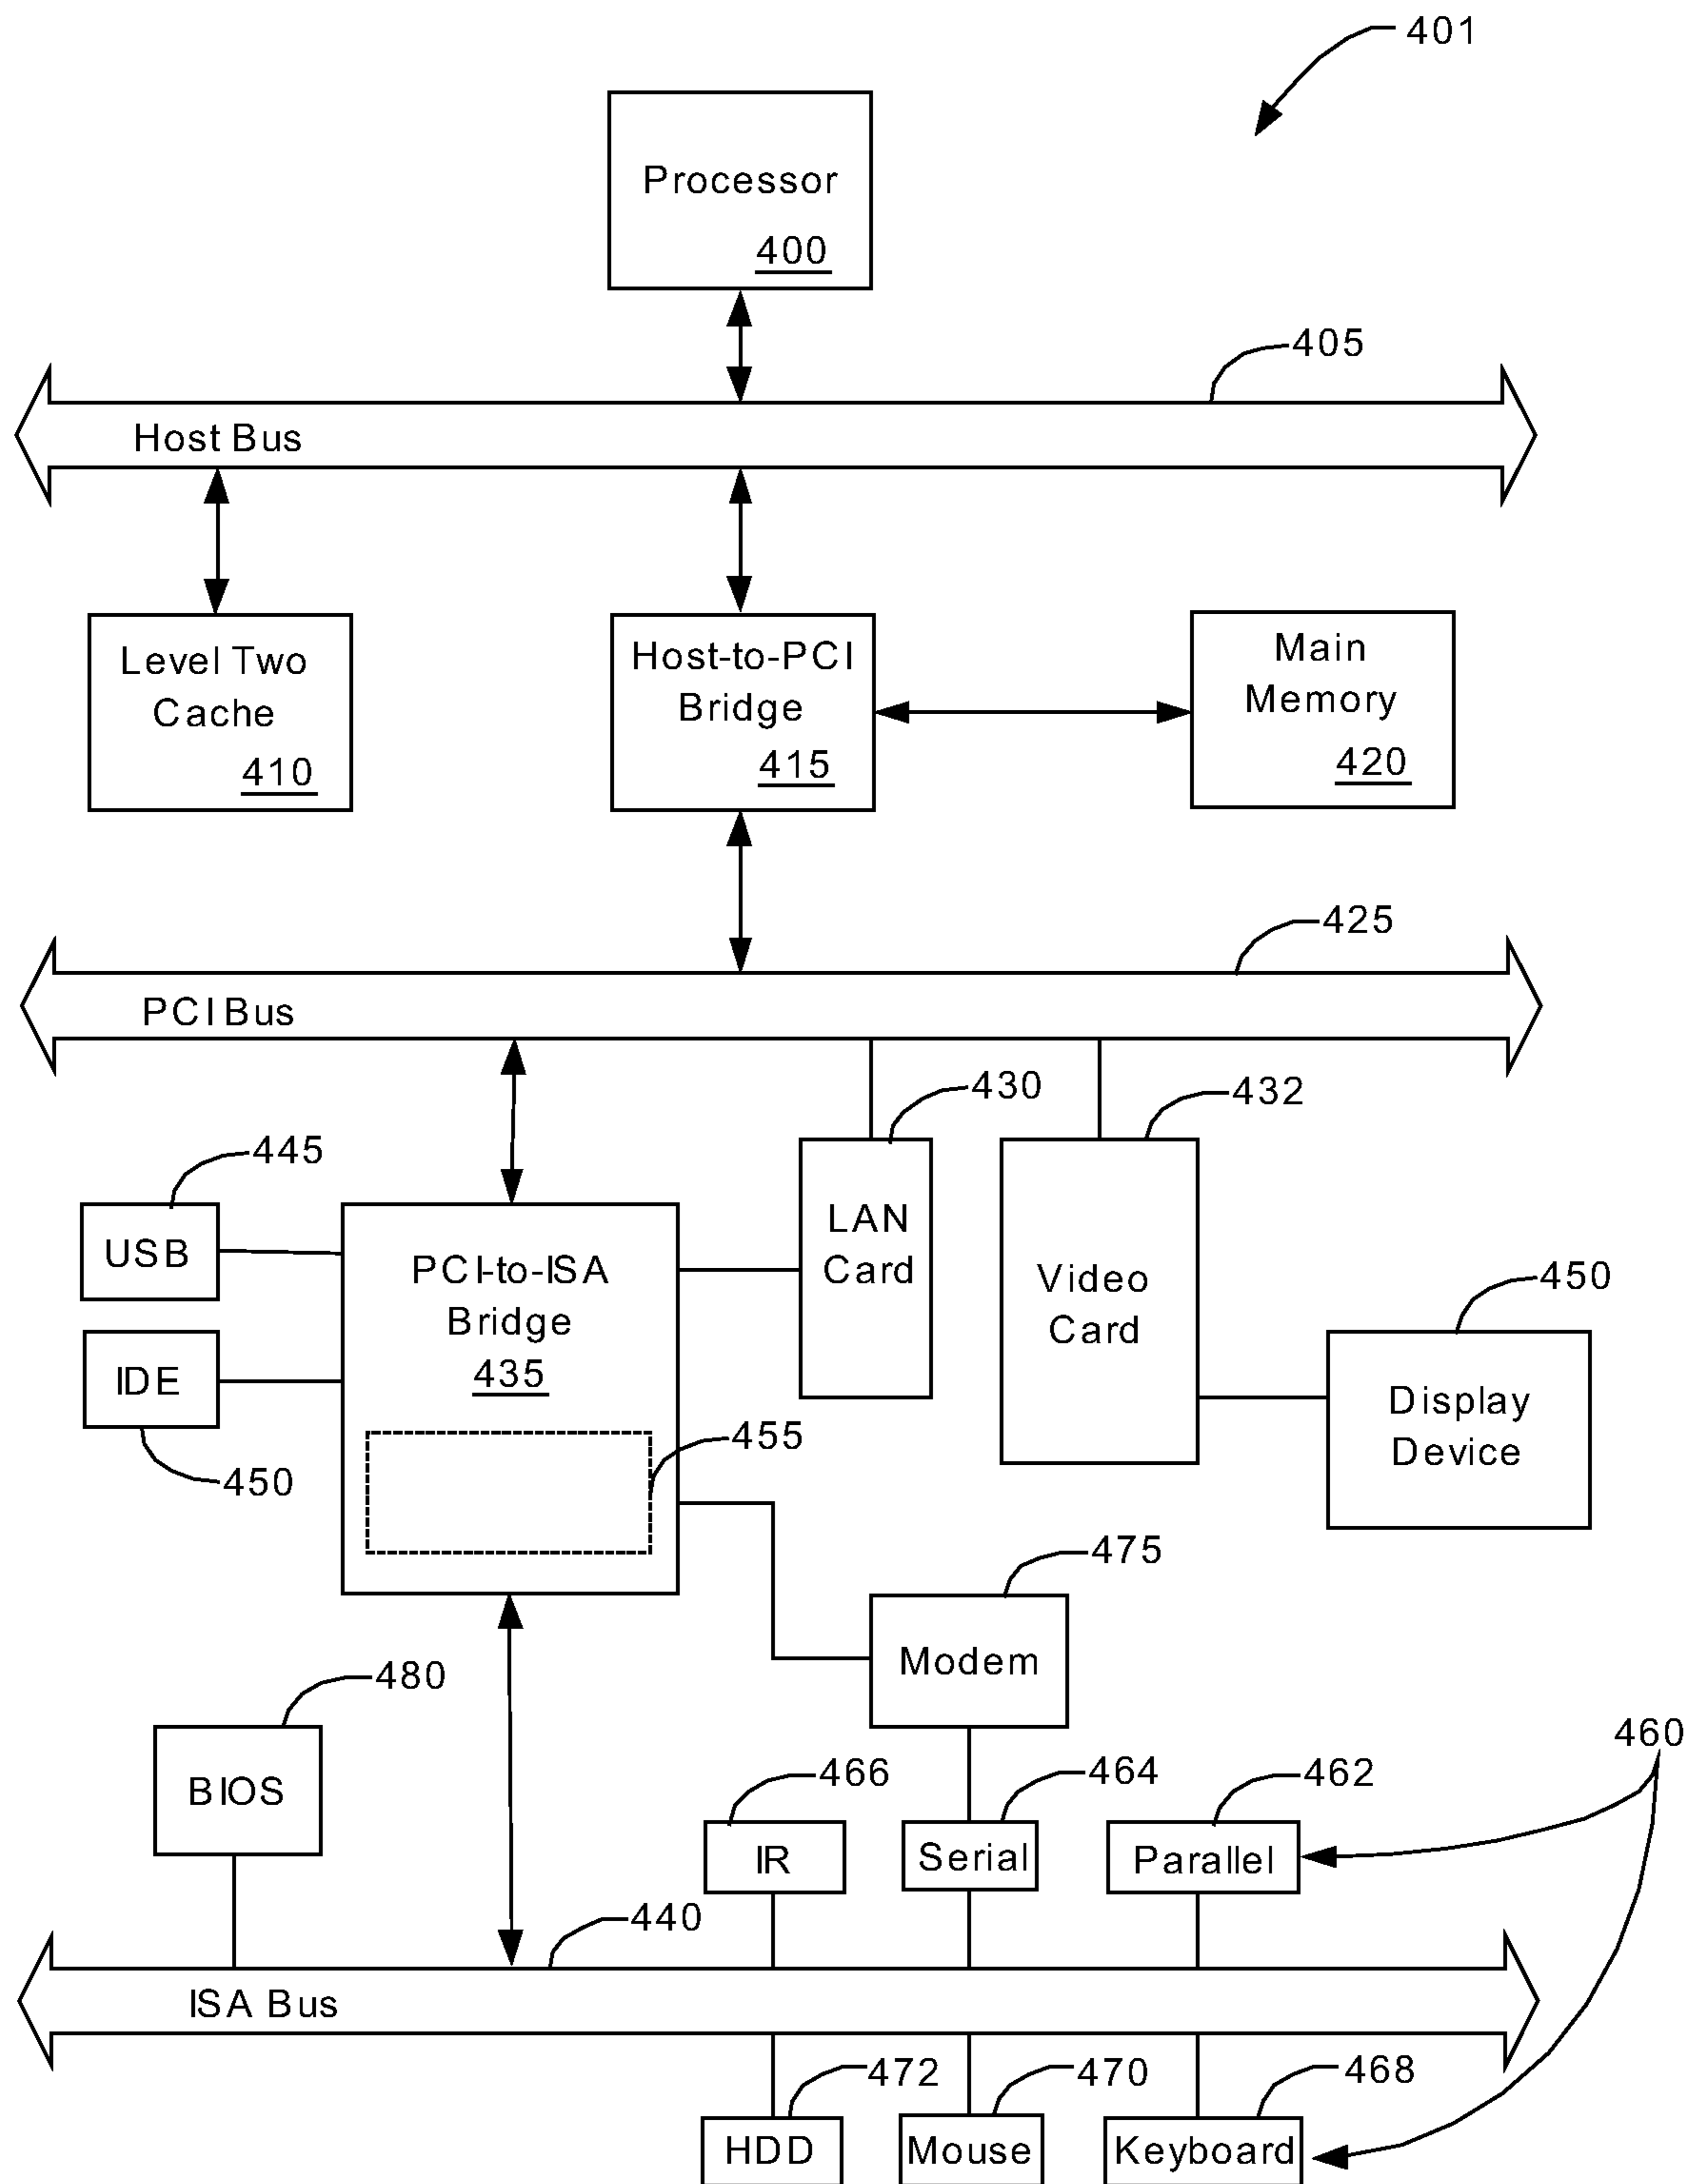 401
Processor
400
405
Host Bus
Level Two
Cache
410
Host-to-PCI
Bridge
415
Main
Memory
420
425
PCI Bus
430
432
445
USB
PCI-to-ISA
Bridge
435
LAN
Card
Video
Card
450
Display
Device
IDE
450
455
475
Modem
480
BIOS
460
466
IR
464
Serial
462
Parallel
440
ISA Bus
472
HDD
470
Mouse
468
Keyboard